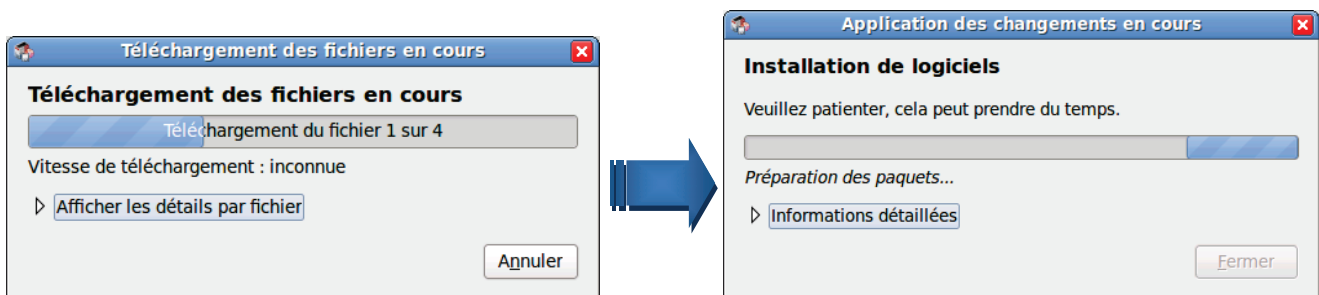 Téléchargement des fichiers en cours
Téléchargement des fichiers en cours
Téléchargement du fichier 1 sur 4
Vitesse de téléchargement : inconnue
Afficher les détails par fichier
Annuler
Application des changements en cours
Installation de logiciels
Veuillez patienter, cela peut prendre du temps.
Préparation des paquets...
Informations détaillées
Fermer